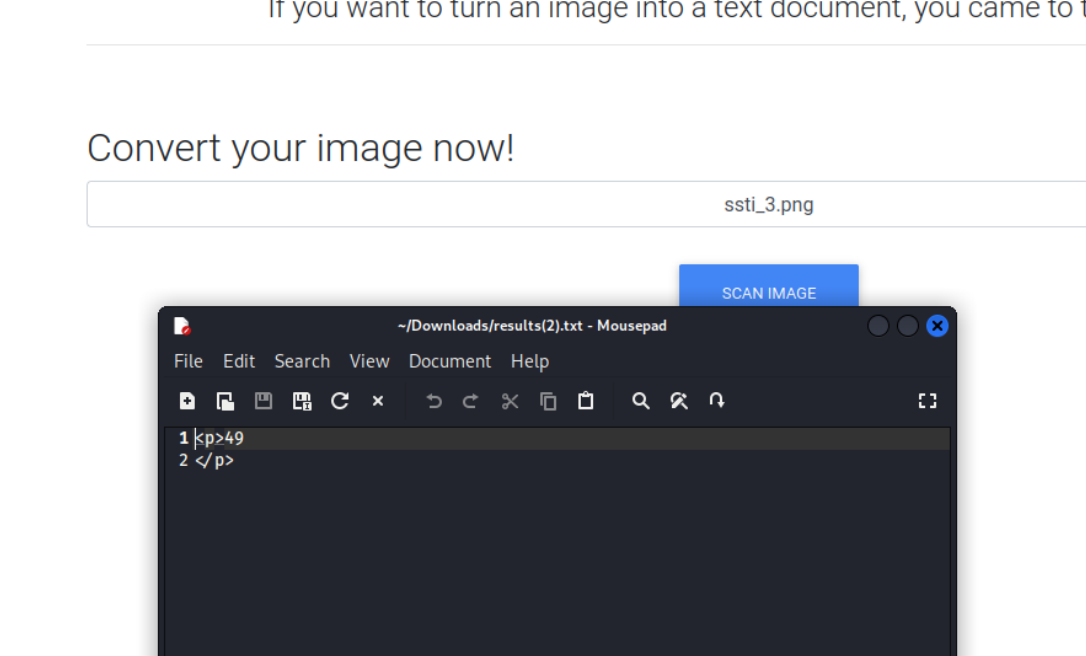 If you want to turn an image into a text document, you came to t
Convert your image now!
ssti_3.png
SCAN IMAGE
~/Downloads/results(2).txt - Mousepad
File Edit Search View Document Help
1 <p>49
2 </p>